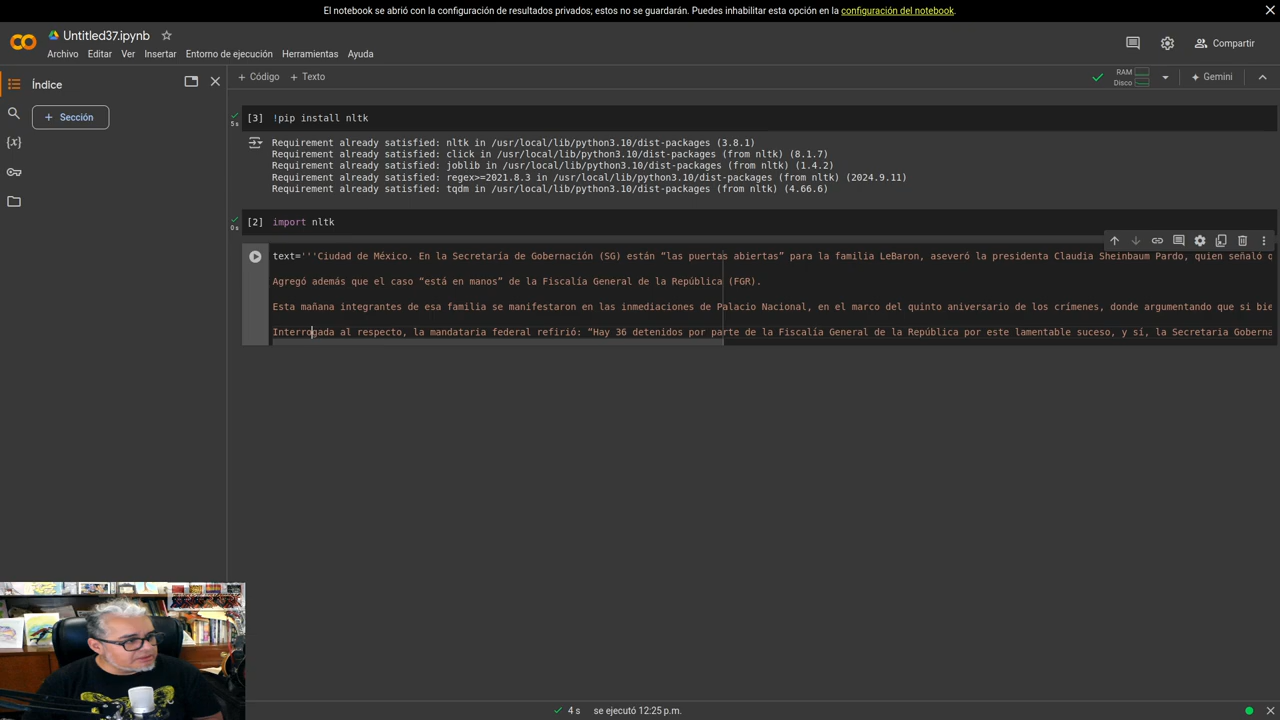 El notebook se abrió con la configuración de resultados privados; estos no se guardarán. Puedes inhabilitar esta opción en la configuración del notebook.
Untitled37.ipynb
Archivo Editar Ver Insertar Entorno de ejecución Herramientas Ayuda
Compartir
Índice
+ Código + Texto
RAM
Disco
Gemini
+ Sección
[3] !pip install nltk
5 s
Requirement already satisfied: nltk in /usr/local/lib/python3.10/dist-packages (3.8.1)
Requirement already satisfied: click in /usr/local/lib/python3.10/dist-packages (from nltk) (8.1.7)
Requirement already satisfied: joblib in /usr/local/lib/python3.10/dist-packages (from nltk) (1.4.2)
Requirement already satisfied: regex>=2021.8.3 in /usr/local/lib/python3.10/dist-packages (from nltk) (2024.9.11)
Requirement already satisfied: tqdm in /usr/local/lib/python3.10/dist-packages (from nltk) (4.66.6)
[2] import nltk
0 s
text='''Ciudad de México. En la Secretaría de Gobernación (SG) están “las puertas abiertas” para la familia LeBaron, aseveró la presidenta Claudia Sheinbaum Pardo, quien señaló
Agregó además que el caso “está en manos” de la Fiscalía General de la República (FGR).
Esta mañana integrantes de esa familia se manifestaron en las inmediaciones de Palacio Nacional, en el marco del quinto aniversario de los crímenes, donde argumentando que si bie
Interrogada al respecto, la mandataria federal refirió: “Hay 36 detenidos por parte de la Fiscalía General de la República por este lamentable suceso, y sí, la Secretaria Goberna
4 s se ejecutó 12:25 p.m.